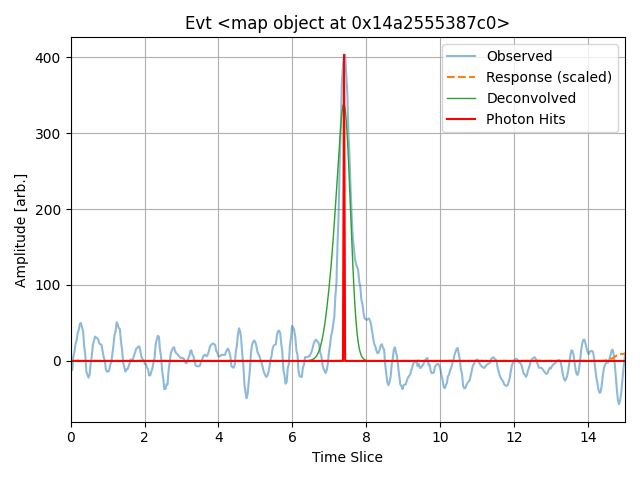 Evt <map object at 0x14a2555387c0>
Observed
Response (scaled)
Deconvolved
Photon Hits
Amplitude [arb.]
400
300
200
100
0
0 2 4 6 8 10 12 14
Time Slice